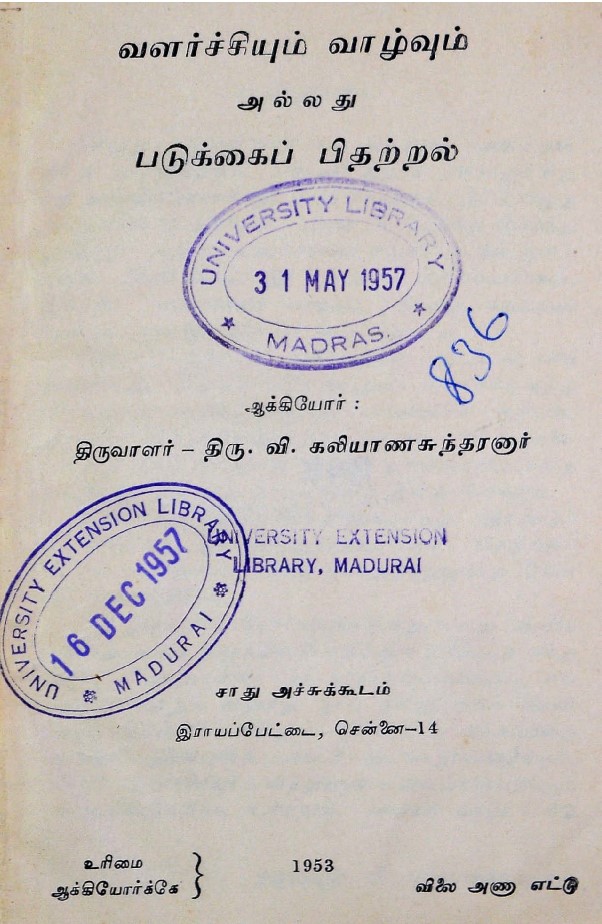 வளர்ச்சியும் வாழ்வும்
அல்லது
படுக்கைப் பிதற்றல்
UNIVERSITY LIBRARY
31 MAY 1957
MADRAS.
836
ஆக்கியோர் :
திருவாளர் – திரு. வி. கலியாணசுந்தரனார்
UNIVERSITY EXTENSION LIBRARY
16 DEC 1957
MADURAI
UNIVERSITY EXTENSION
LIBRARY, MADURAI
சாது அச்சுக்கூடம்
இராயப்பேட்டை, சென்னை–14
உரிமை
ஆக்கியோர்க்கே
1953
விலை அணா எட்டு